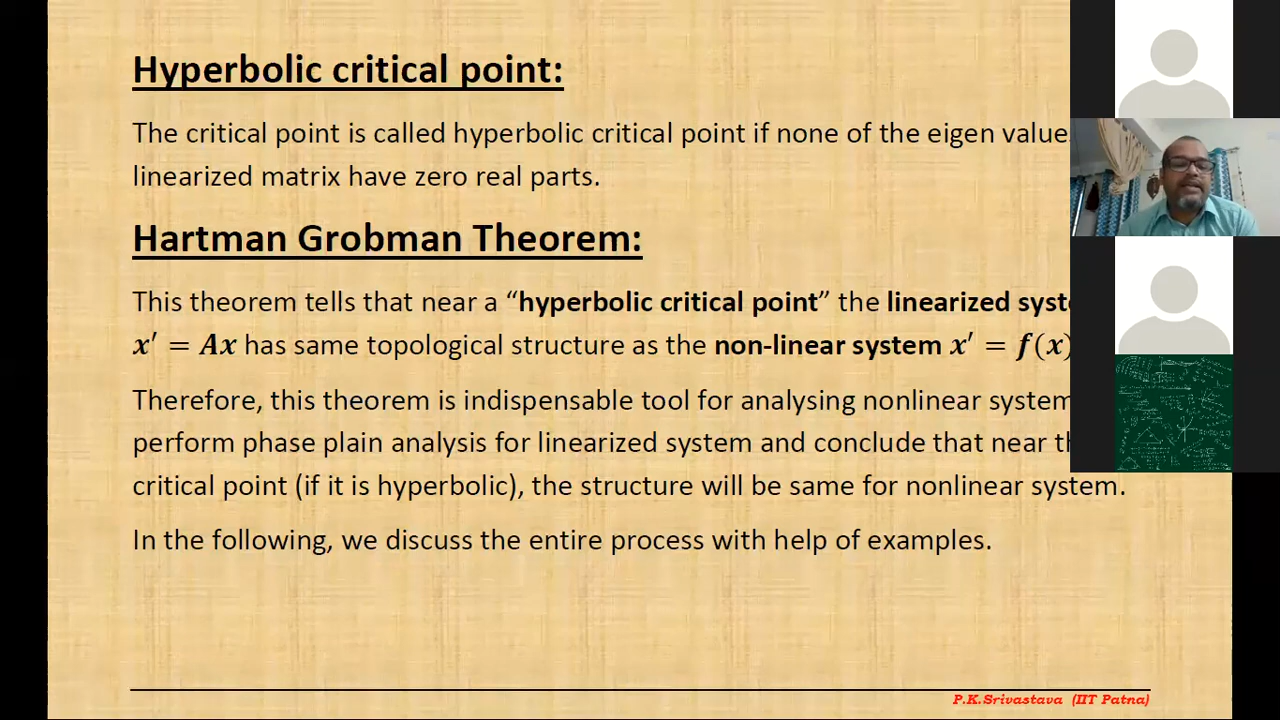 Hyperbolic critical point:
The critical point is called hyperbolic critical point if none of the eigen value
linearized matrix have zero real parts.
Hartman Grobman Theorem:
This theorem tells that near a “hyperbolic critical point” the linearized syste
x′ = Ax has same topological structure as the non-linear system x′ = f(x)
Therefore, this theorem is indispensable tool for analysing nonlinear system
perform phase plain analysis for linearized system and conclude that near th
critical point (if it is hyperbolic), the structure will be same for nonlinear system.
In the following, we discuss the entire process with help of examples.
P.K.Srivastava (IIT Patna)